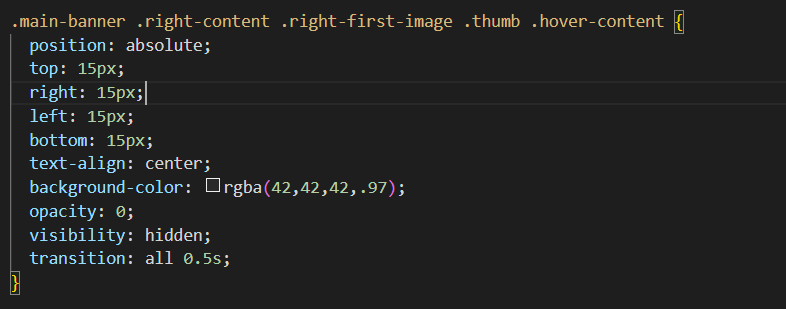 .main-banner .right-content .right-first-image .thumb .hover-content {
position: absolute;
top: 15px;
right: 15px;
left: 15px;
bottom: 15px;
text-align: center;
background-color: rgba(42,42,42,.97);
opacity: 0;
visibility: hidden;
transition: all 0.5s;
}